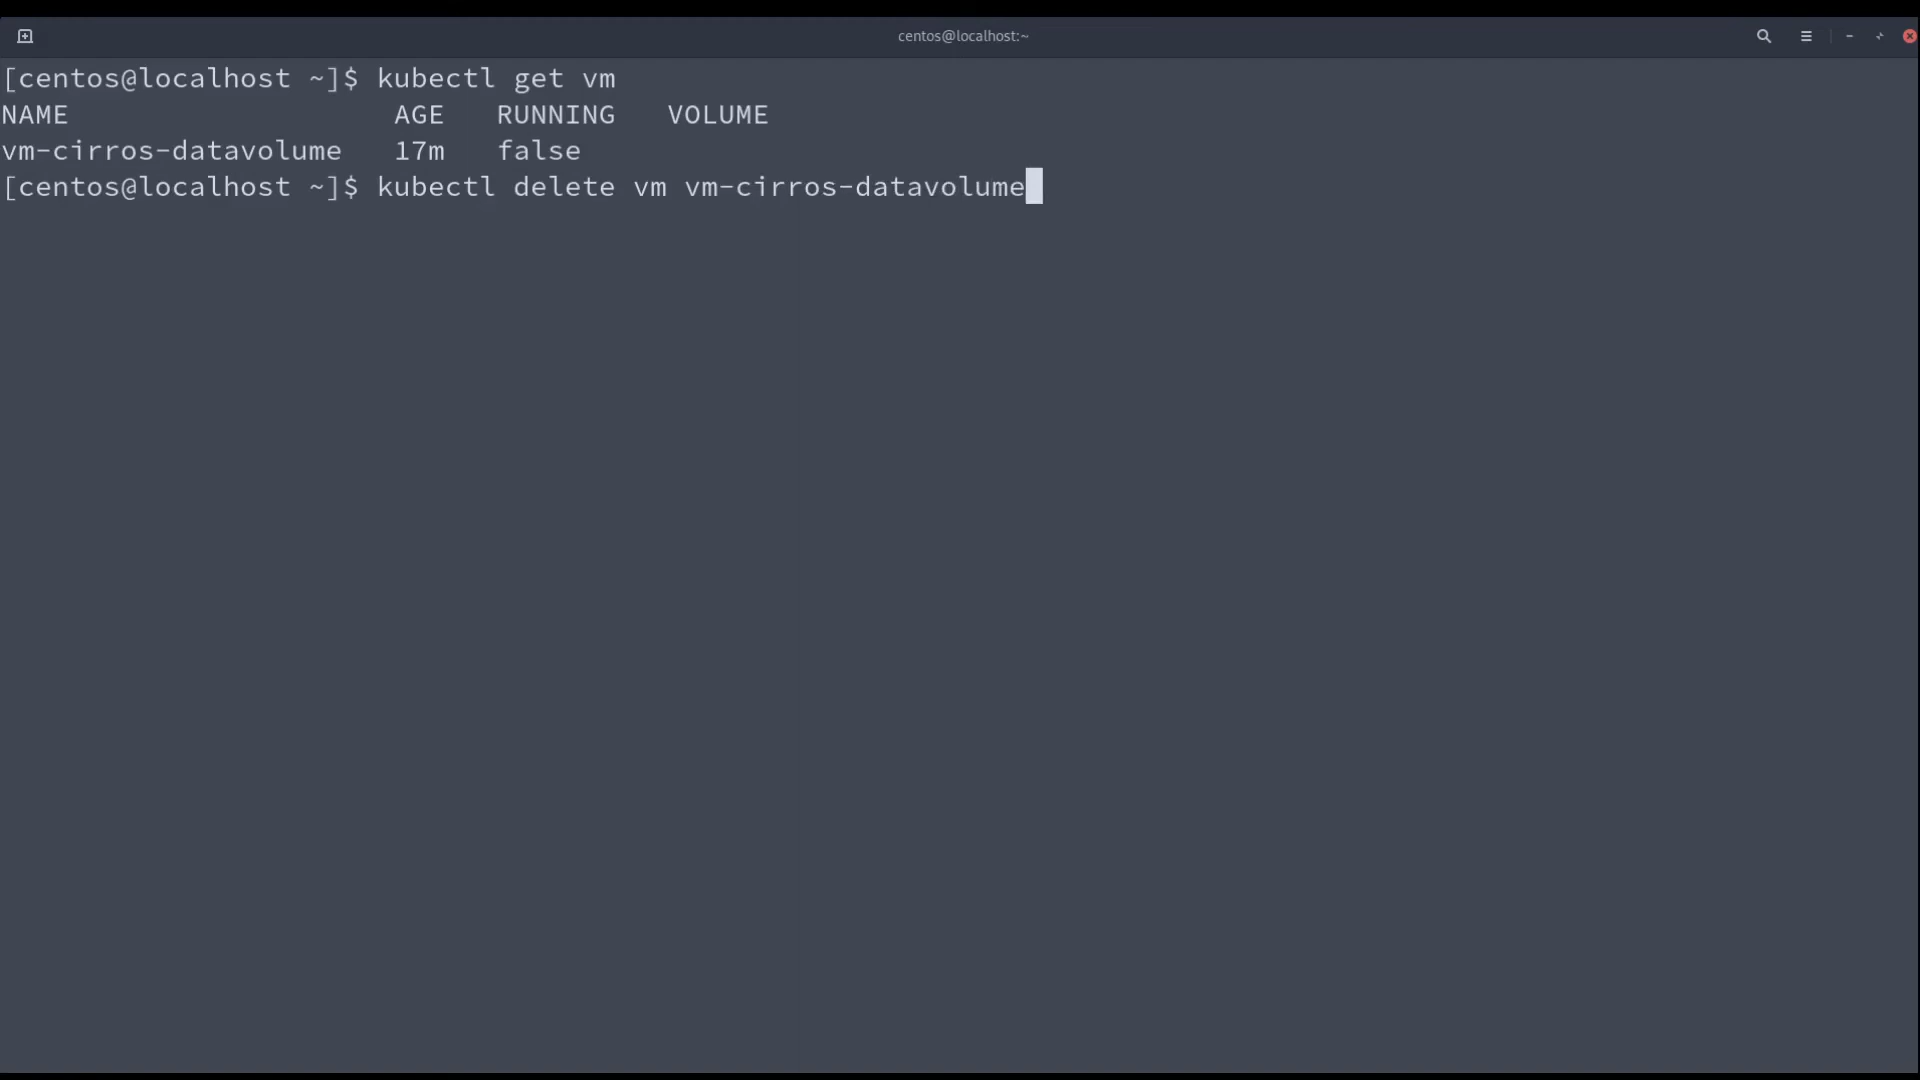 centos@localhost:~
[centos@localhost ~]$ kubectl get vm
NAME                   AGE   RUNNING   VOLUME
vm-cirros-datavolume   17m   false
[centos@localhost ~]$ kubectl delete vm vm-cirros-datavolume